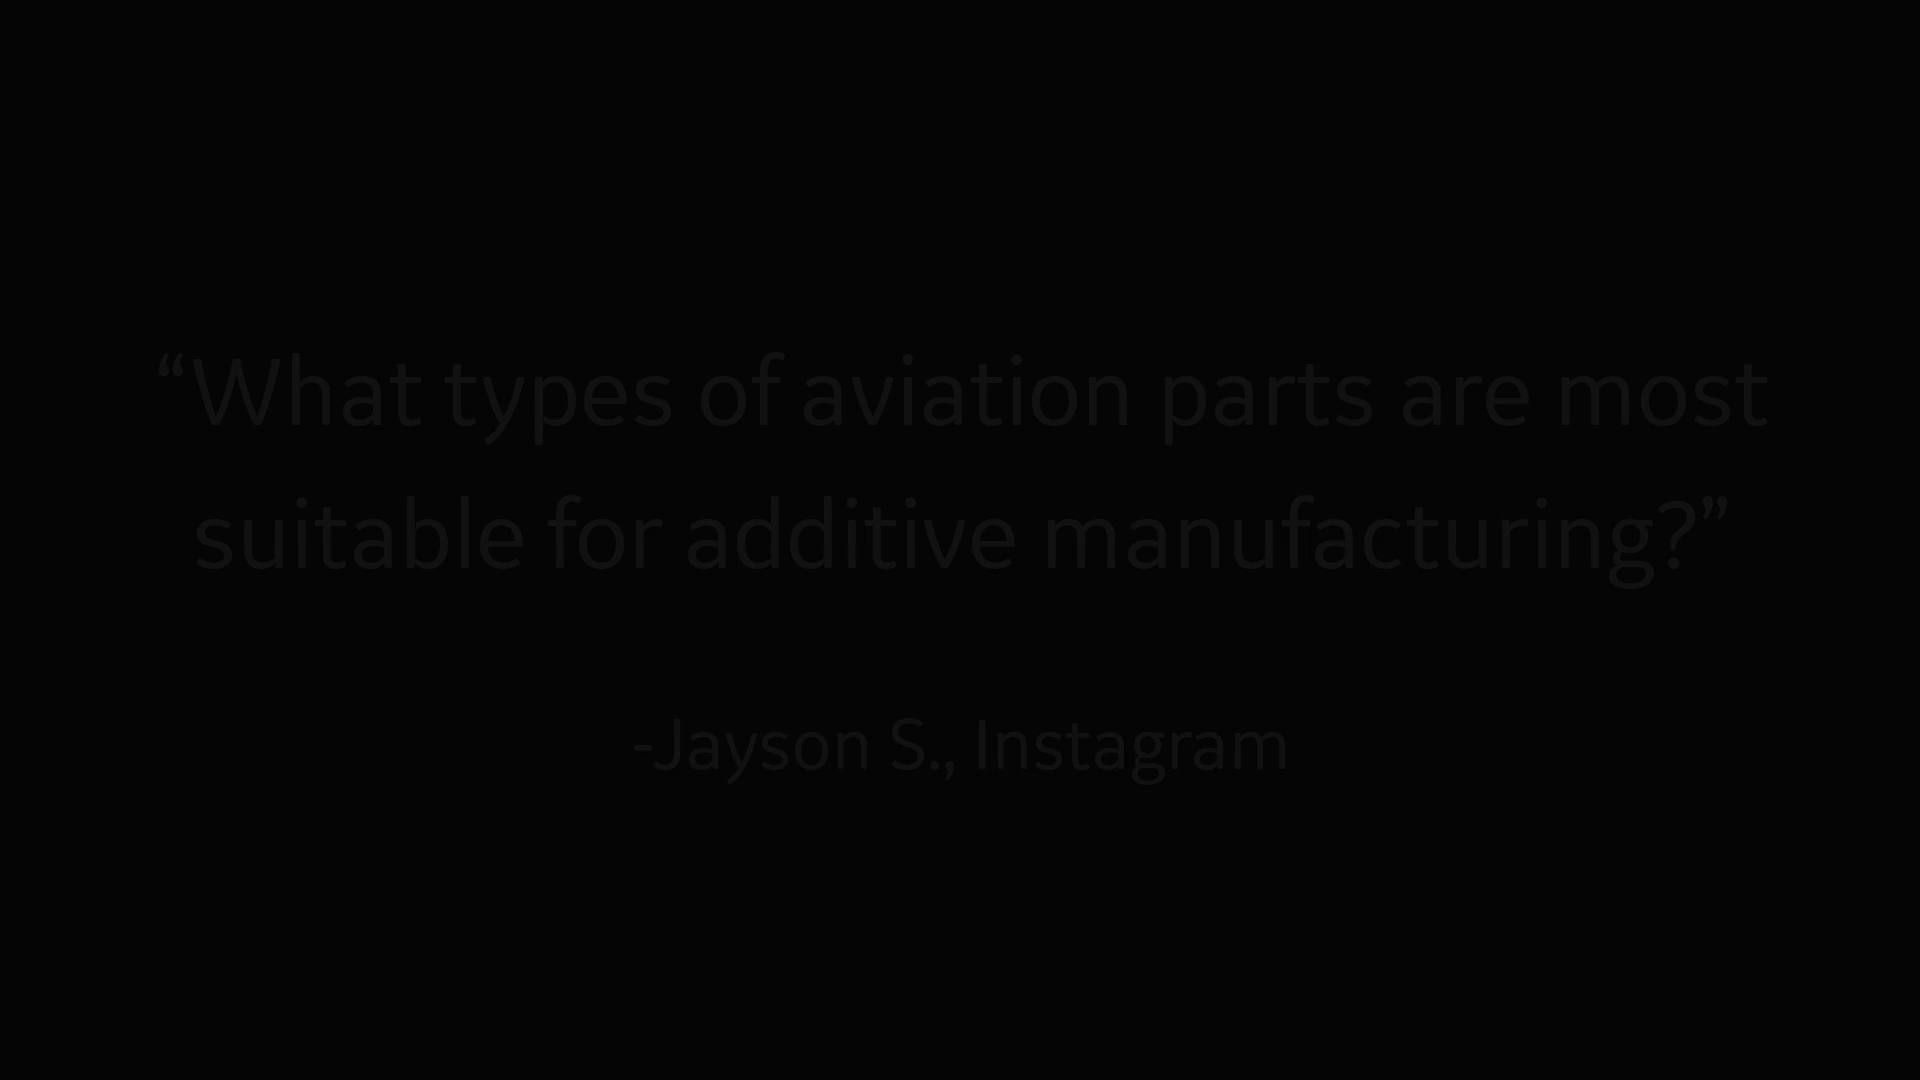 “What types of aviation parts are most
suitable for additive manufacturing?”
-Jayson S., Instagram